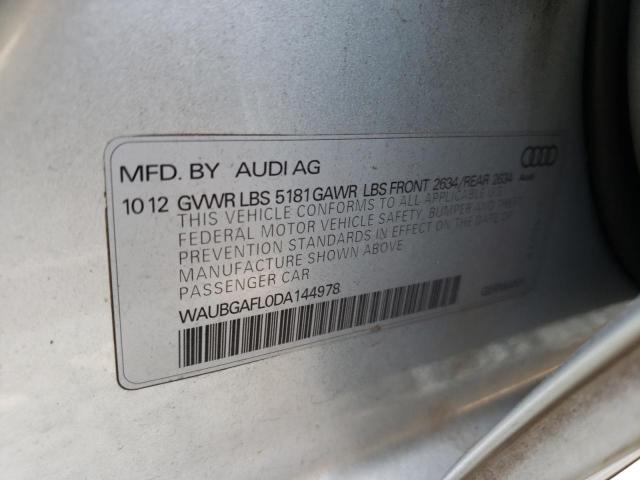 MFD. BY AUDI AG
10 12 GVWR LBS 5181 GAWR LBS FRONT 2634/REAR 2634
Audi
THIS VEHICLE CONFORMS TO ALL APPLICABLE U.S.
FEDERAL MOTOR VEHICLE SAFETY, BUMPER AND THEFT
PREVENTION STANDARDS IN EFFECT ON THE DATE OF
MANUFACTURE SHOWN ABOVE.
PASSENGER CAR
WAUBGAFL0DA144978
GERMANY